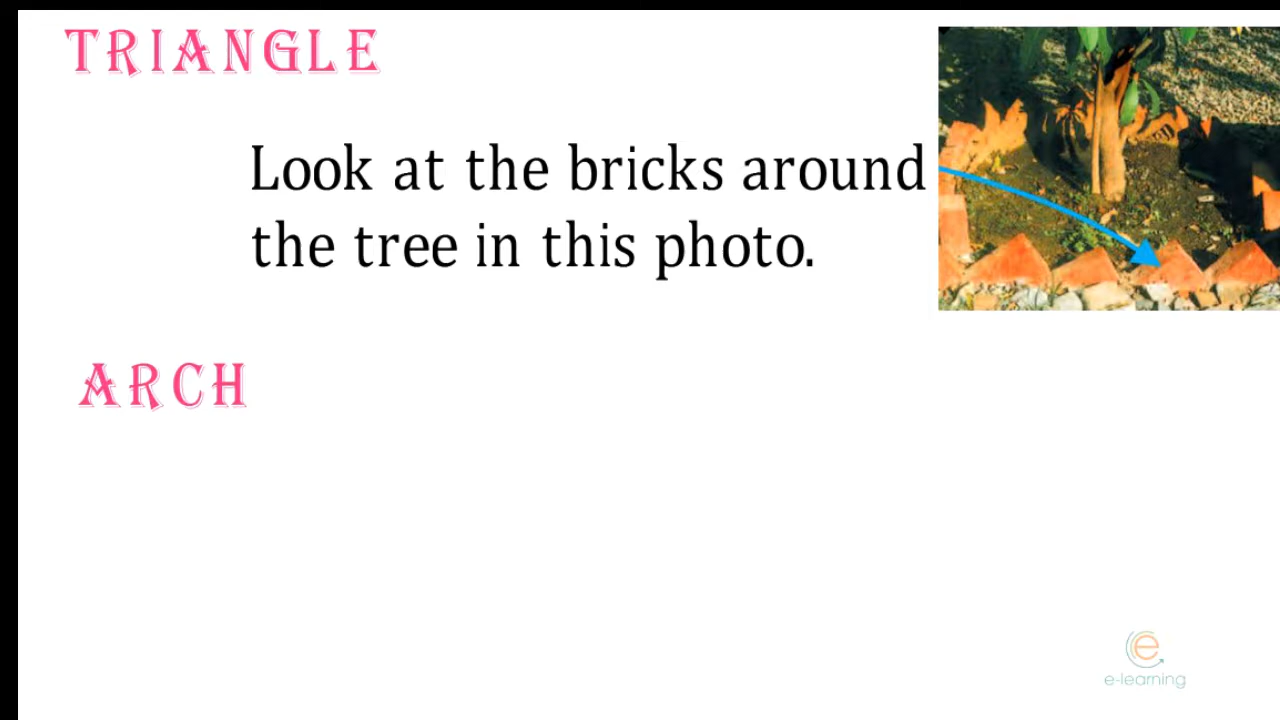 TRIANGLE
Look at the bricks around
the tree in this photo.
ARCH
e
e-learning